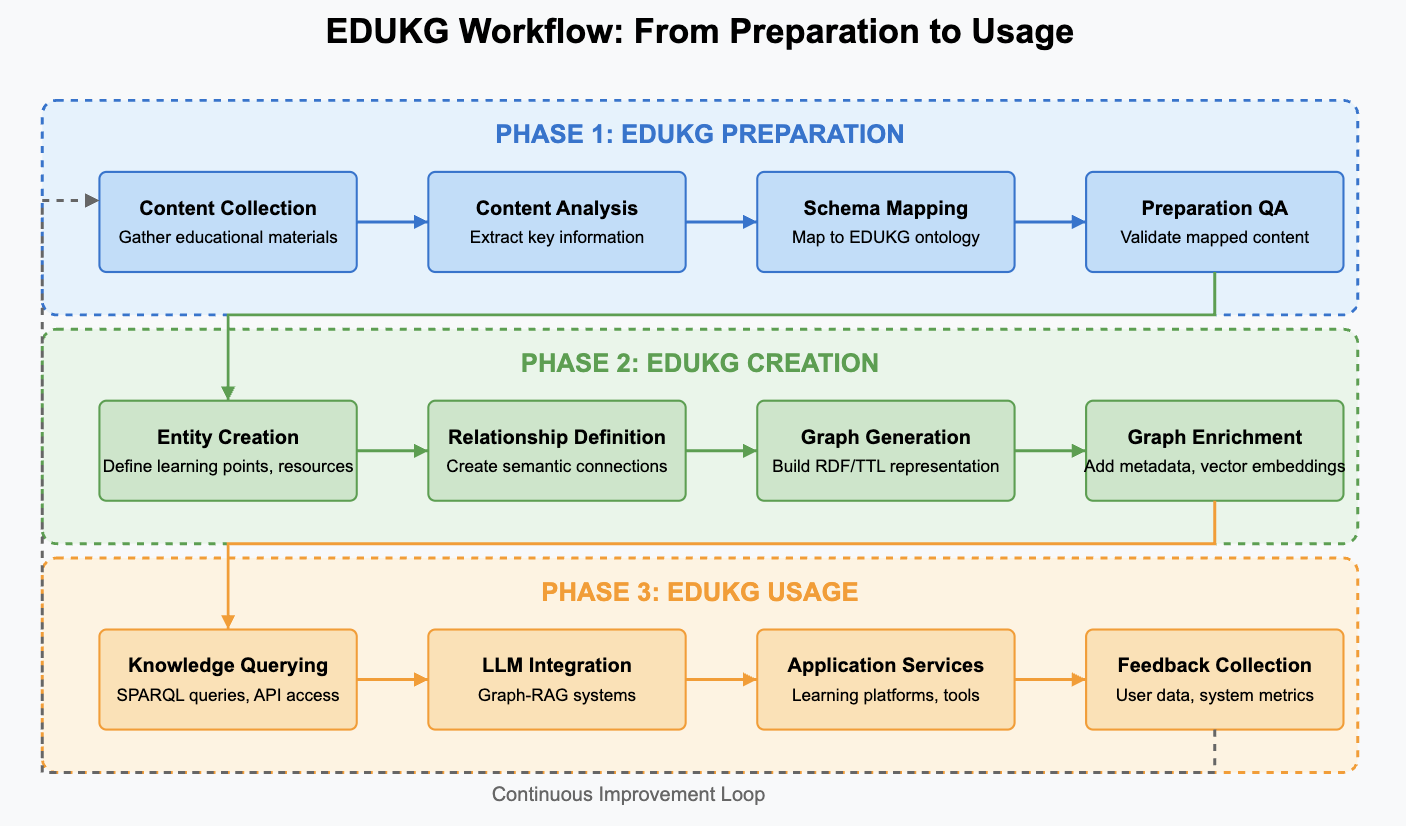 EDUKG Workflow: From Preparation to Usage
PHASE 1: EDUKG PREPARATION
Content Collection
Gather educational materials
Content Analysis
Extract key information
Schema Mapping
Map to EDUKG ontology
Preparation QA
Validate mapped content
PHASE 2: EDUKG CREATION
Entity Creation
Define learning points, resources
Relationship Definition
Create semantic connections
Graph Generation
Build RDF/TTL representation
Graph Enrichment
Add metadata, vector embeddings
PHASE 3: EDUKG USAGE
Knowledge Querying
SPARQL queries, API access
LLM Integration
Graph-RAG systems
Application Services
Learning platforms, tools
Feedback Collection
User data, system metrics
Continuous Improvement Loop